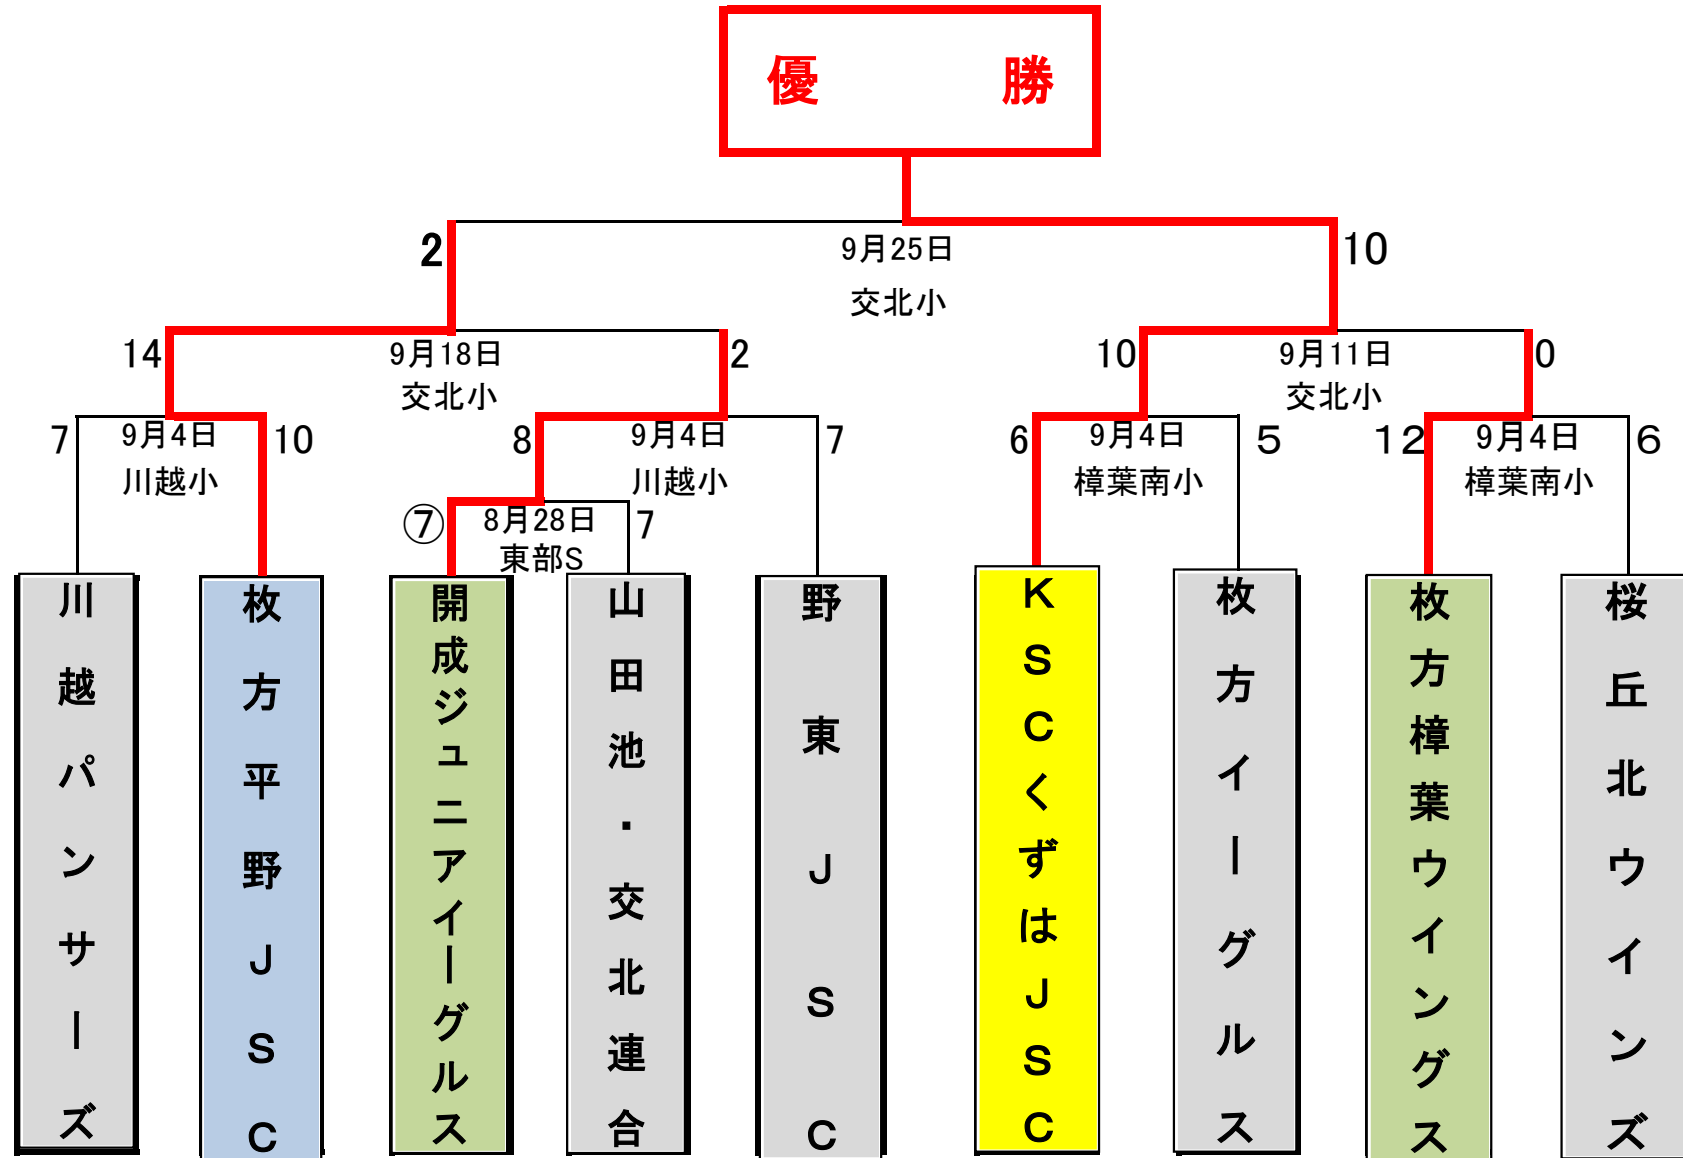 優　勝
2
9月25日
10
交北小
14
9月18日
2
10
9月11日
0
交北小
交北小
7
9月4日
10
8
9月4日
7
6
9月4日
5
12
9月4日
6
川越小
川越小
樟葉南小
樟葉南小
⑦
8月28日
7
東部S
川越パンサーズ
枚方平野JSC
開成ジュニアイーグルス
山田池・交北連合
野東JSC
KSCくずはJSC
枚方イーグルス
枚方樟葉ウイングス
桜丘北ウインズ